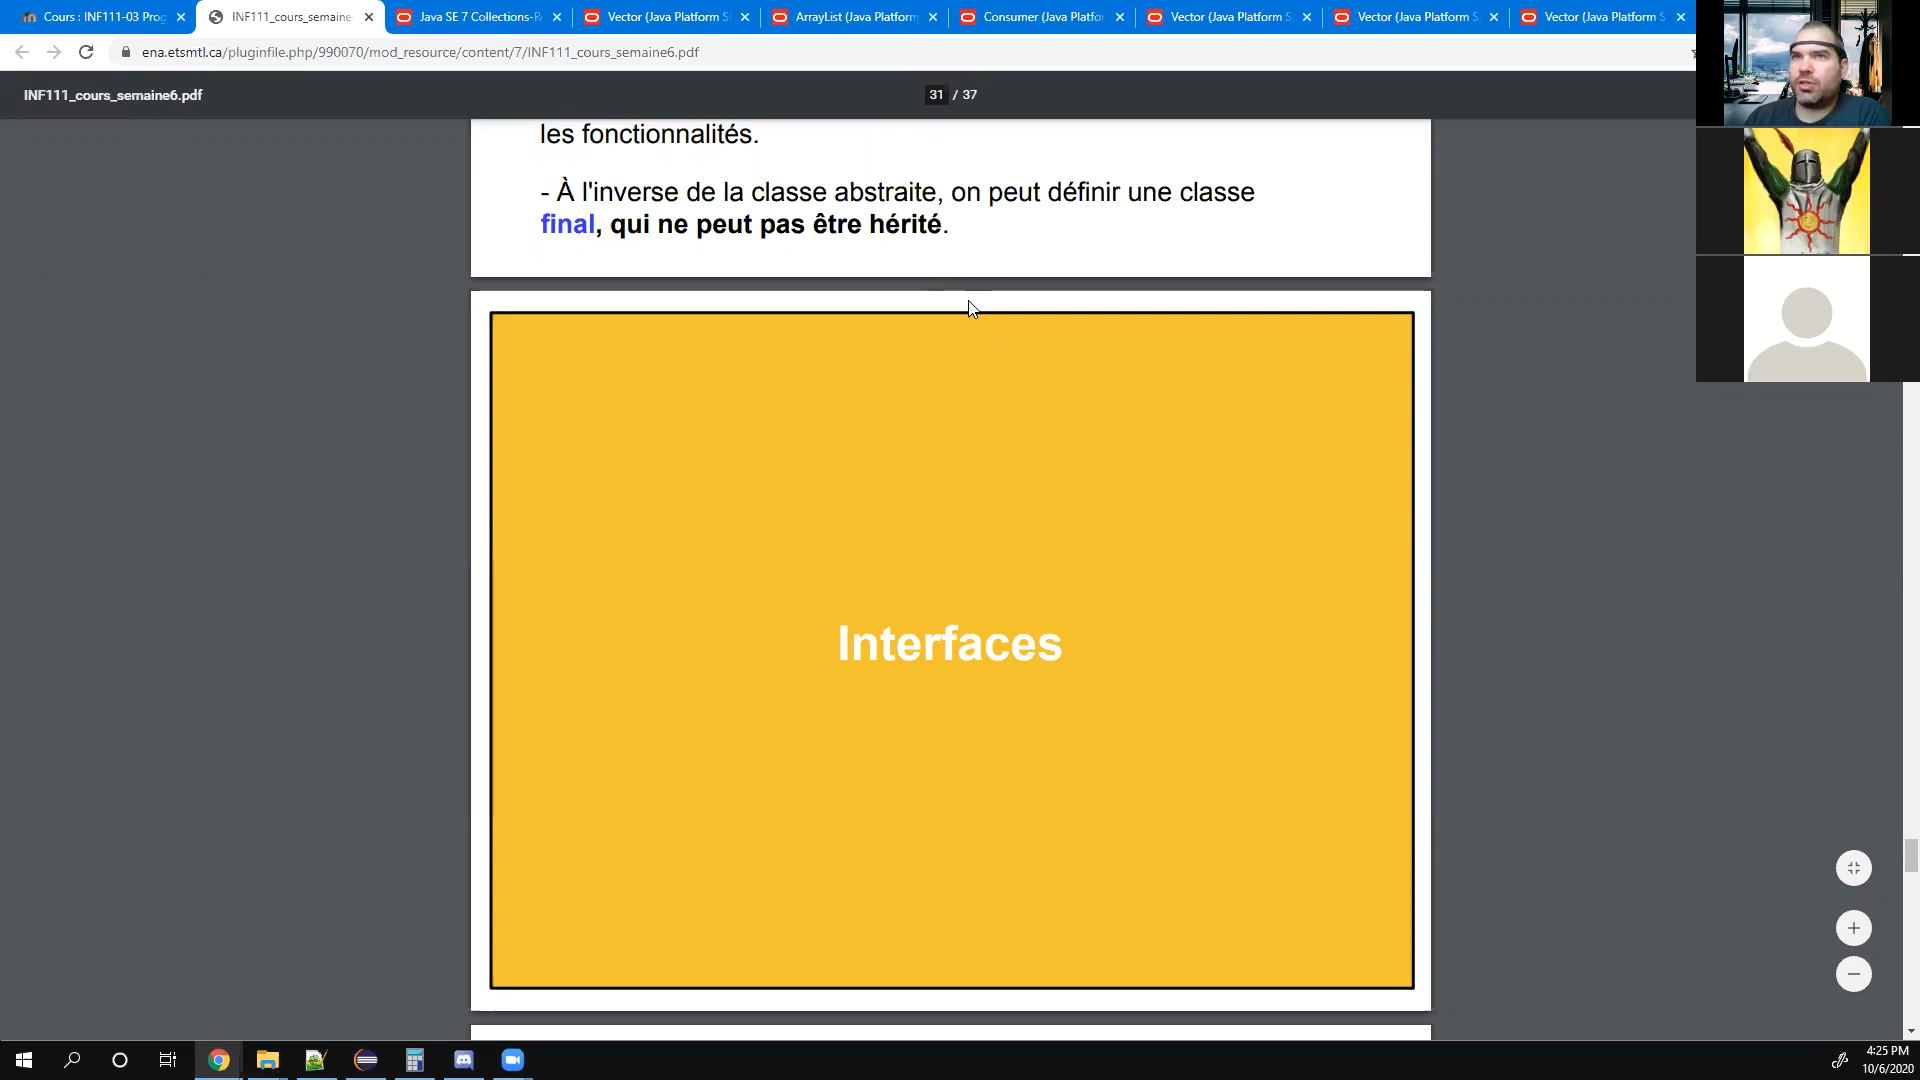 Cour : INF111-03 Prog
INF111_cours_semaine
Java SE 7 Collections-R
Vector (Java Platform S
ArrayList (Java Platform
Consumer (Java Platfor
Vector (Java Platform S
Vector (Java Platform S
Vector (Java Platform S
ena.etsmtl.ca/pluginfile.php/990070/mod_resource/content/7/INF111_cours_semaine6.pdf
INF111_cours_semaine6.pdf
31 / 37
les fonctionnalités.
- À l'inverse de la classe abstraite, on peut définir une classe
final, qui ne peut pas être hérité.
Interfaces
4:25 PM
10/6/2020